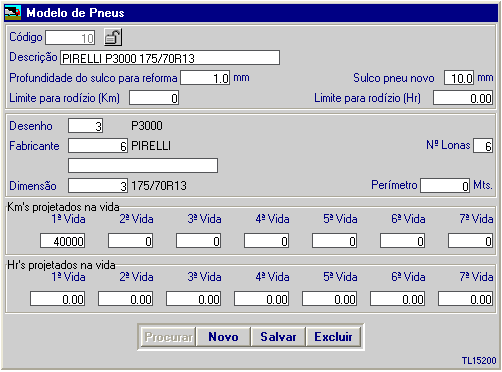 Modelo de Pneus
Código 10
Descrição PIRELLI P3000 175/70R13
Profundidade do sulco para reforma 1.0 mm Sulco pneu novo 10.0 mm
Limite para rodízio (Km) 0 Limite para rodízio (Hr) 0.00
Desenho 3 P3000
Fabricante 6 PIRELLI Nº Lonas 6
Dimensão 3 175/70R13 Perímetro 0 Mts.
Km's projetados na vida
1ª Vida 2ª Vida 3ª Vida 4ª Vida 5ª Vida 6ª Vida 7ª Vida
40000 0 0 0 0 0 0
Hr's projetados na vida
1ª Vida 2ª Vida 3ª Vida 4ª Vida 5ª Vida 6ª Vida 7ª Vida
0.00 0.00 0.00 0.00 0.00 0.00 0.00
Procurar Novo Salvar Excluir
TL15200